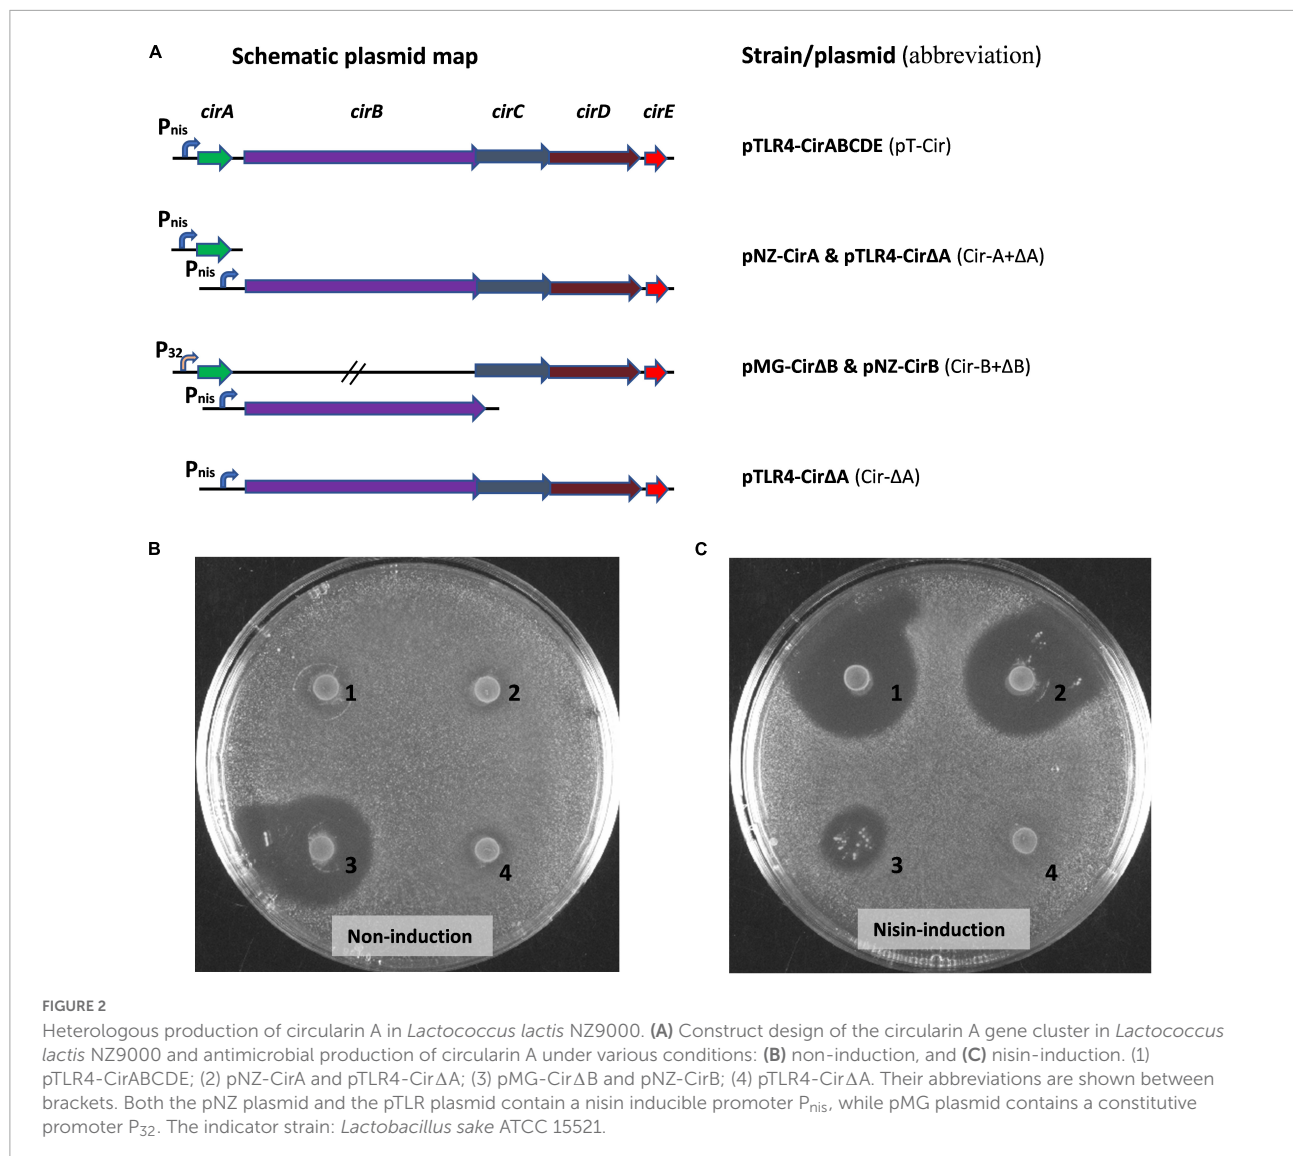 A
Schematic plasmid map
Strain/plasmid (abbreviation)
cirA cirB cirC cirD cirE
Pnis
pTLR4-CirABCDE (pT-Cir)
Pnis
Pnis
pNZ-CirA & pTLR4-CirΔA (Cir-A+ΔA)
P32
pMG-CirΔB & pNZ-CirB (Cir-B+ΔB)
Pnis
Pnis
pTLR4-CirΔA (Cir-ΔA)
B
1
2
3
4
Non-induction
C
1
2
3
4
Nisin-induction
FIGURE 2
Heterologous production of circularin A in Lactococcus lactis NZ9000. (A) Construct design of the circularin A gene cluster in Lactococcus
lactis NZ9000 and antimicrobial production of circularin A under various conditions: (B) non-induction, and (C) nisin-induction. (1)
pTLR4-CirABCDE; (2) pNZ-CirA and pTLR4-CirΔA; (3) pMG-CirΔB and pNZ-CirB; (4) pTLR4-CirΔA. Their abbreviations are shown between
brackets. Both the pNZ plasmid and the pTLR plasmid contain a nisin inducible promoter Pnis, while pMG plasmid contains a constitutive
promoter P32. The indicator strain: Lactobacillus sake ATCC 15521.